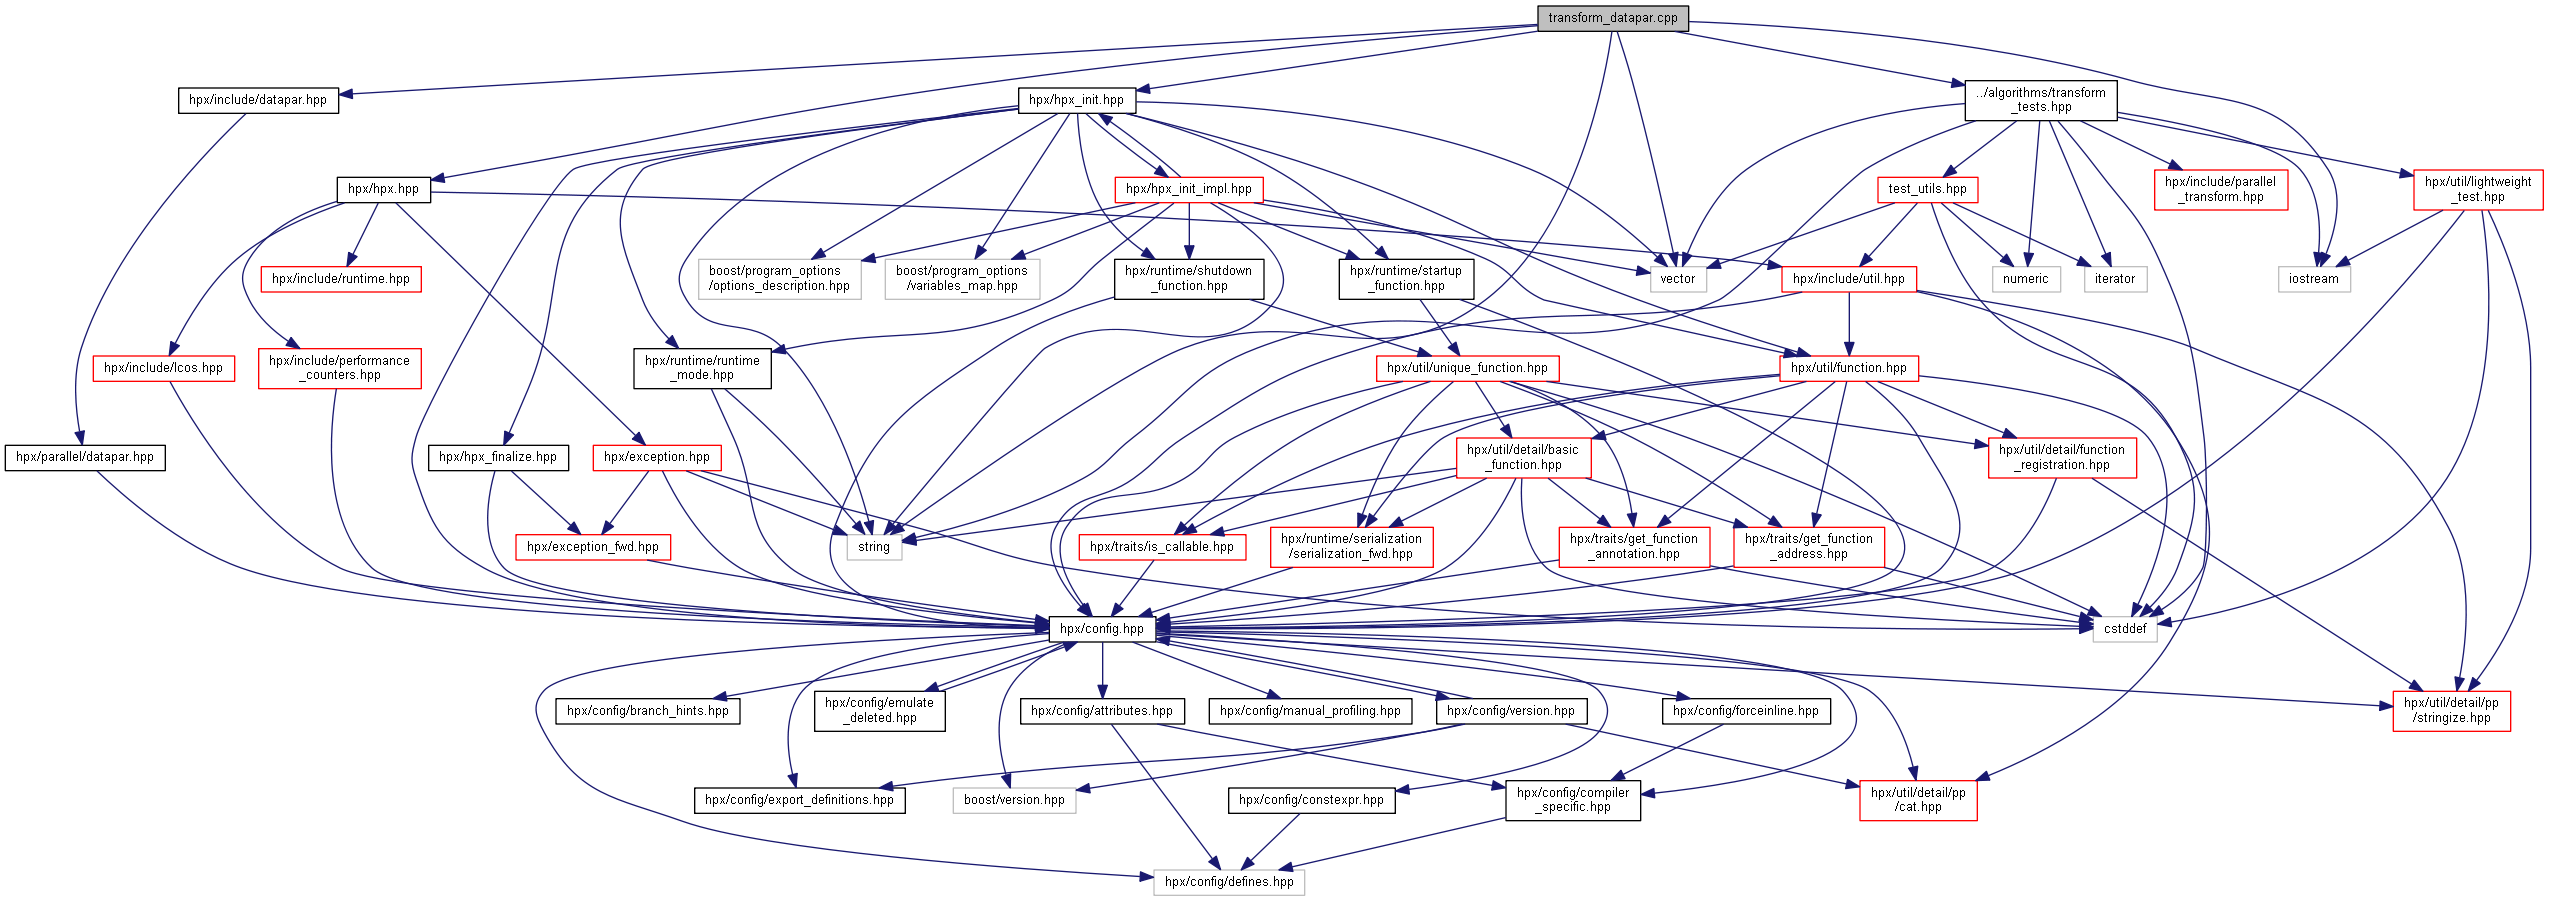 transform_datapar.cpp
hpx/include/datapar.hpp
hpx/hpx_init.hpp
../algorithms/transform
_tests.hpp
hpx/hpx.hpp
hpx/hpx_init_impl.hpp
test_utils.hpp
hpx/include/parallel
_transform.hpp
hpx/util/lightweight
_test.hpp
hpx/include/runtime.hpp
boost/program_options
/options_description.hpp
boost/program_options
/variables_map.hpp
hpx/runtime/shutdown
_function.hpp
hpx/runtime/startup
_function.hpp
vector
hpx/include/util.hpp
numeric
iterator
iostream
hpx/include/lcos.hpp
hpx/include/performance
_counters.hpp
hpx/runtime/runtime
_mode.hpp
hpx/util/unique_function.hpp
hpx/util/function.hpp
hpx/parallel/datapar.hpp
hpx/hpx_finalize.hpp
hpx/exception.hpp
hpx/util/detail/basic
_function.hpp
hpx/util/detail/function
_registration.hpp
hpx/exception_fwd.hpp
string
hpx/traits/is_callable.hpp
hpx/runtime/serialization
/serialization_fwd.hpp
hpx/traits/get_function
_annotation.hpp
hpx/traits/get_function
_address.hpp
hpx/config.hpp
cstddef
hpx/config/branch_hints.hpp
hpx/config/emulate
_deleted.hpp
hpx/config/attributes.hpp
hpx/config/manual_profiling.hpp
hpx/config/version.hpp
hpx/config/forceinline.hpp
hpx/util/detail/pp
/stringize.hpp
hpx/config/export_definitions.hpp
boost/version.hpp
hpx/config/constexpr.hpp
hpx/config/compiler
_specific.hpp
hpx/util/detail/pp
/cat.hpp
hpx/config/defines.hpp